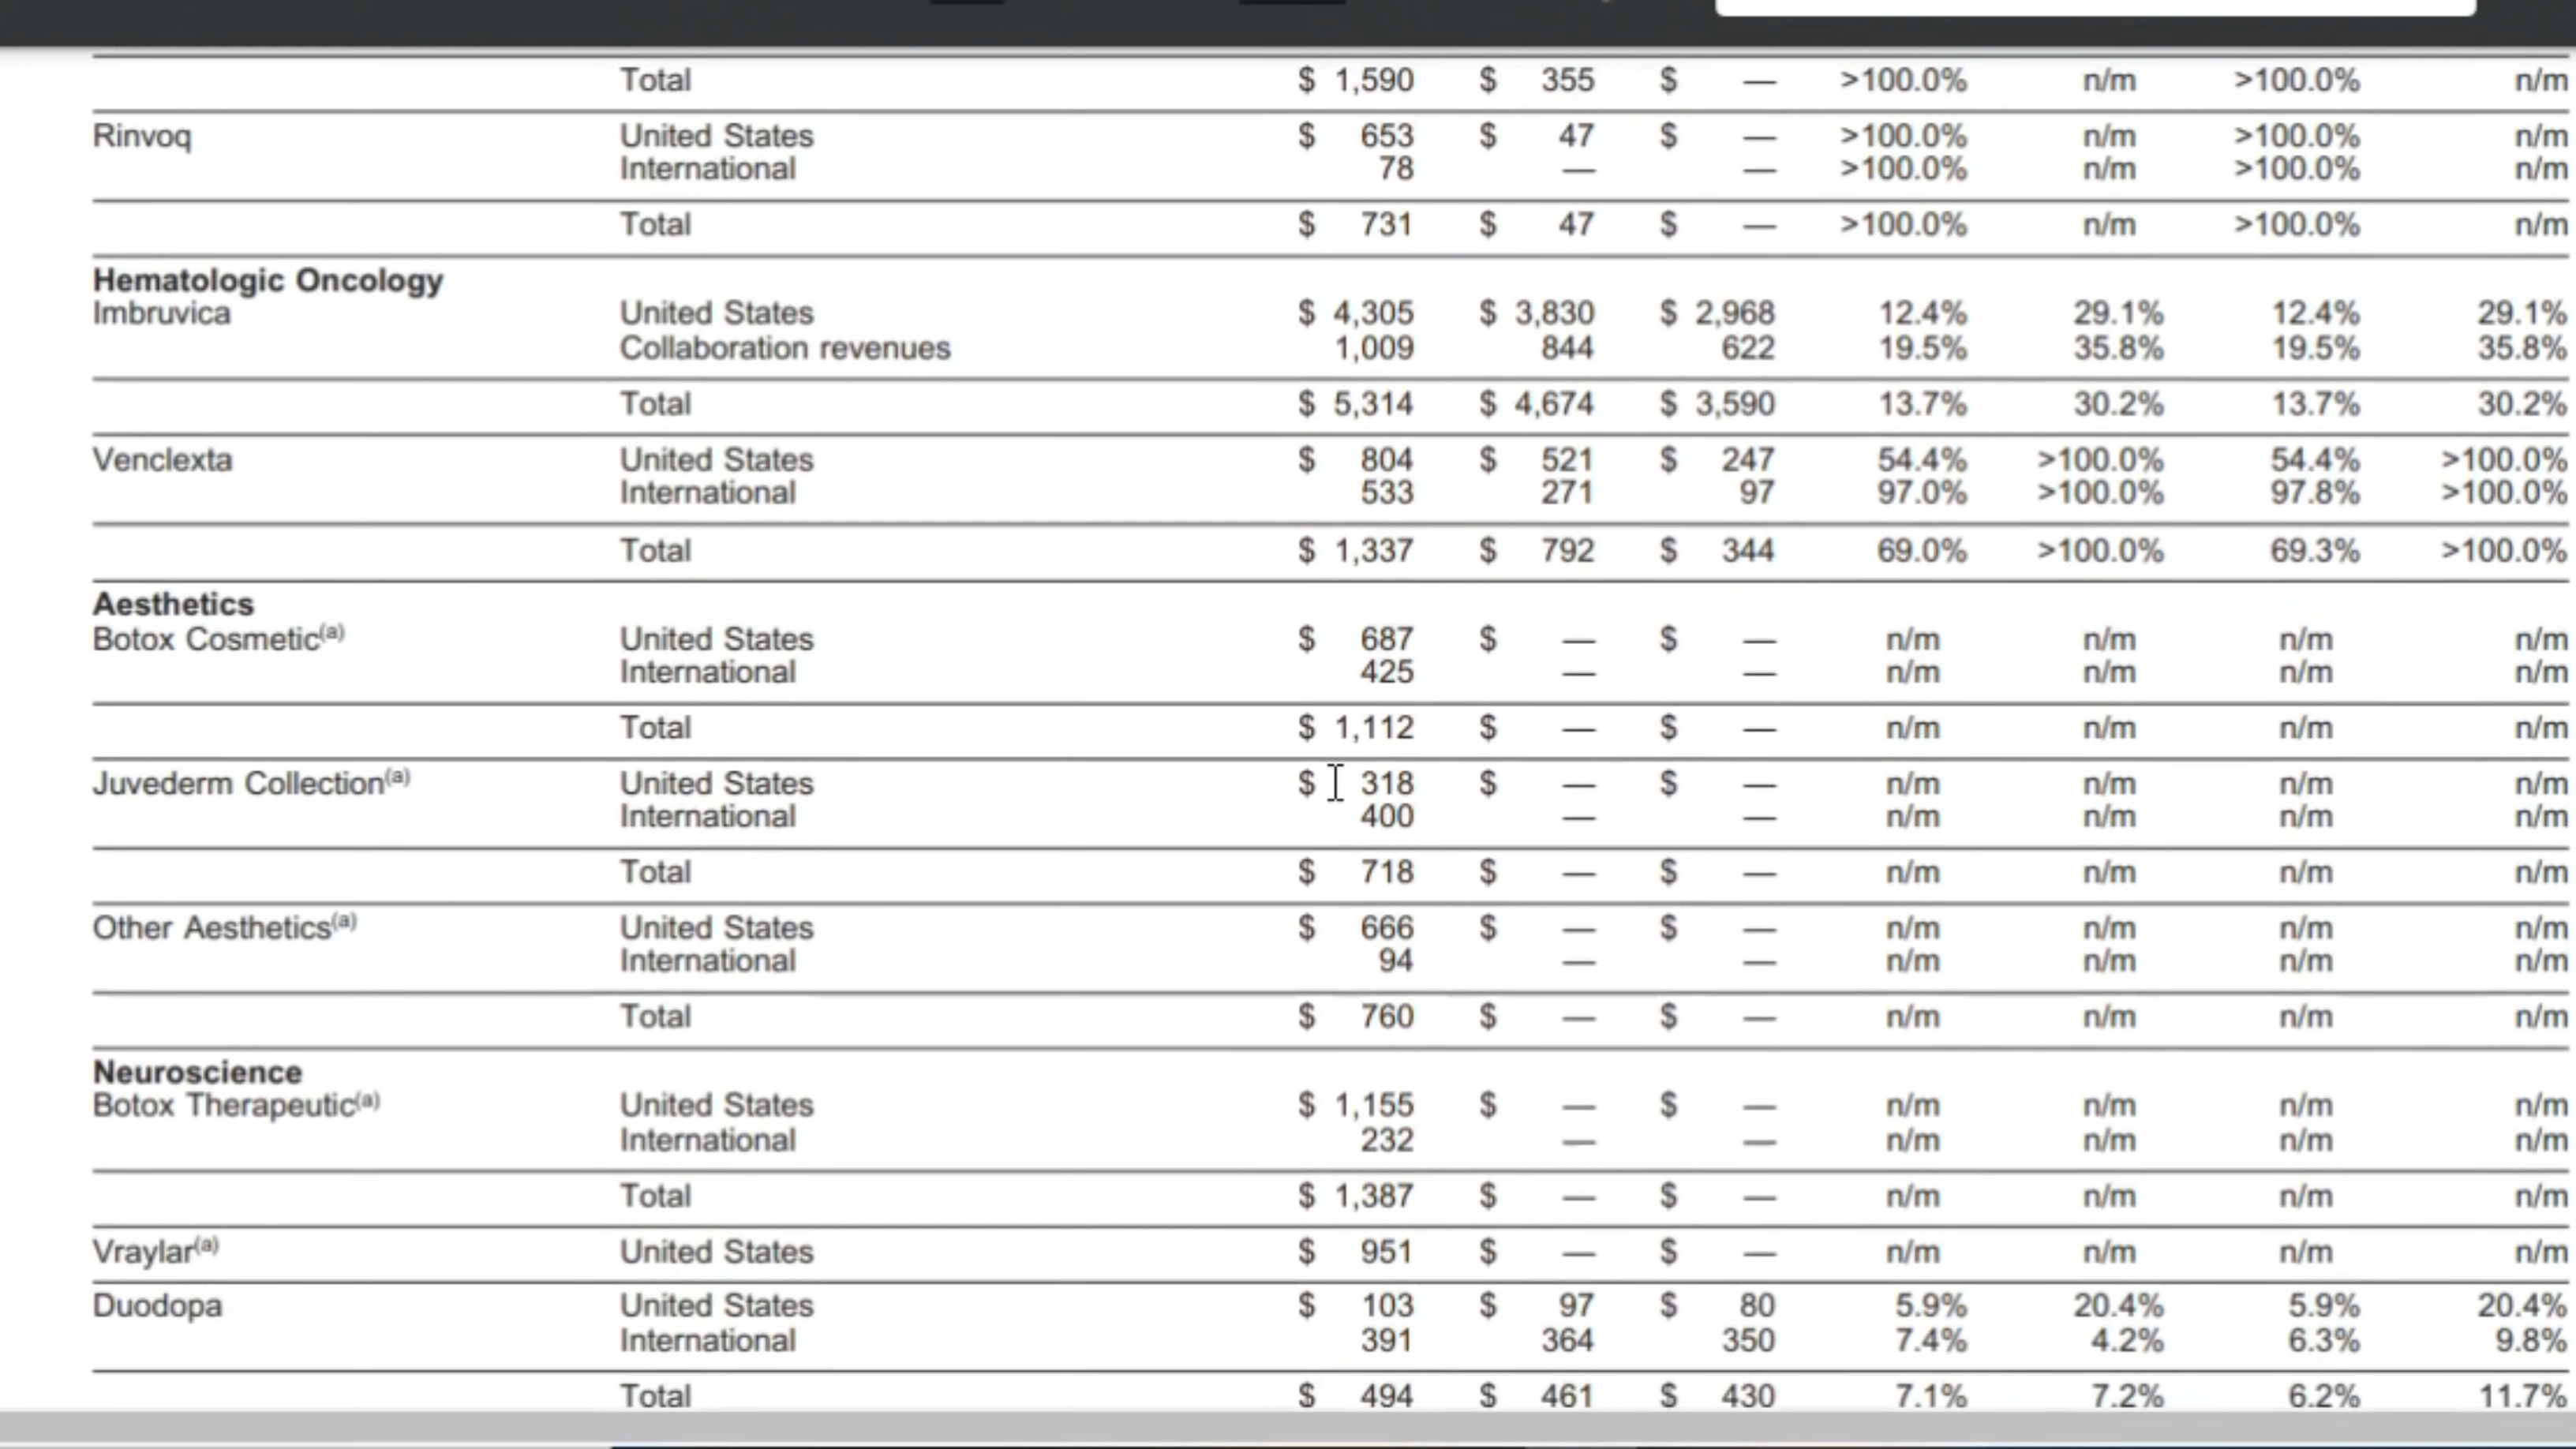 Total $ 1,590 $ 355 $ — >100.0% n/m >100.0% n/m
Rinvoq United States $ 653 $ 47 $ — >100.0% n/m >100.0% n/m
International 78 — — >100.0% n/m >100.0% n/m
Total $ 731 $ 47 $ — >100.0% n/m >100.0% n/m
Hematologic Oncology
Imbruvica United States $ 4,305 $ 3,830 $ 2,968 12.4% 29.1% 12.4% 29.1%
Collaboration revenues 1,009 844 622 19.5% 35.8% 19.5% 35.8%
Total $ 5,314 $ 4,674 $ 3,590 13.7% 30.2% 13.7% 30.2%
Venclexta United States $ 804 $ 521 $ 247 54.4% >100.0% 54.4% >100.0%
International 533 271 97 97.0% >100.0% 97.8% >100.0%
Total $ 1,337 $ 792 $ 344 69.0% >100.0% 69.3% >100.0%
Aesthetics
Botox Cosmetic(a) United States $ 687 $ — $ — n/m n/m n/m n/m
International 425 — — n/m n/m n/m n/m
Total $ 1,112 $ — $ — n/m n/m n/m n/m
Juvederm Collection(a) United States $ 318 $ — $ — n/m n/m n/m n/m
International 400 — — n/m n/m n/m n/m
Total $ 718 $ — $ — n/m n/m n/m n/m
Other Aesthetics(a) United States $ 666 $ — $ — n/m n/m n/m n/m
International 94 — — n/m n/m n/m n/m
Total $ 760 $ — $ — n/m n/m n/m n/m
Neuroscience
Botox Therapeutic(a) United States $ 1,155 $ — $ — n/m n/m n/m n/m
International 232 — — n/m n/m n/m n/m
Total $ 1,387 $ — $ — n/m n/m n/m n/m
Vraylar(a) United States $ 951 $ — $ — n/m n/m n/m n/m
Duodopa United States $ 103 $ 97 $ 80 5.9% 20.4% 5.9% 20.4%
International 391 364 350 7.4% 4.2% 6.3% 9.8%
Total $ 494 $ 461 $ 430 7.1% 7.2% 6.2% 11.7%